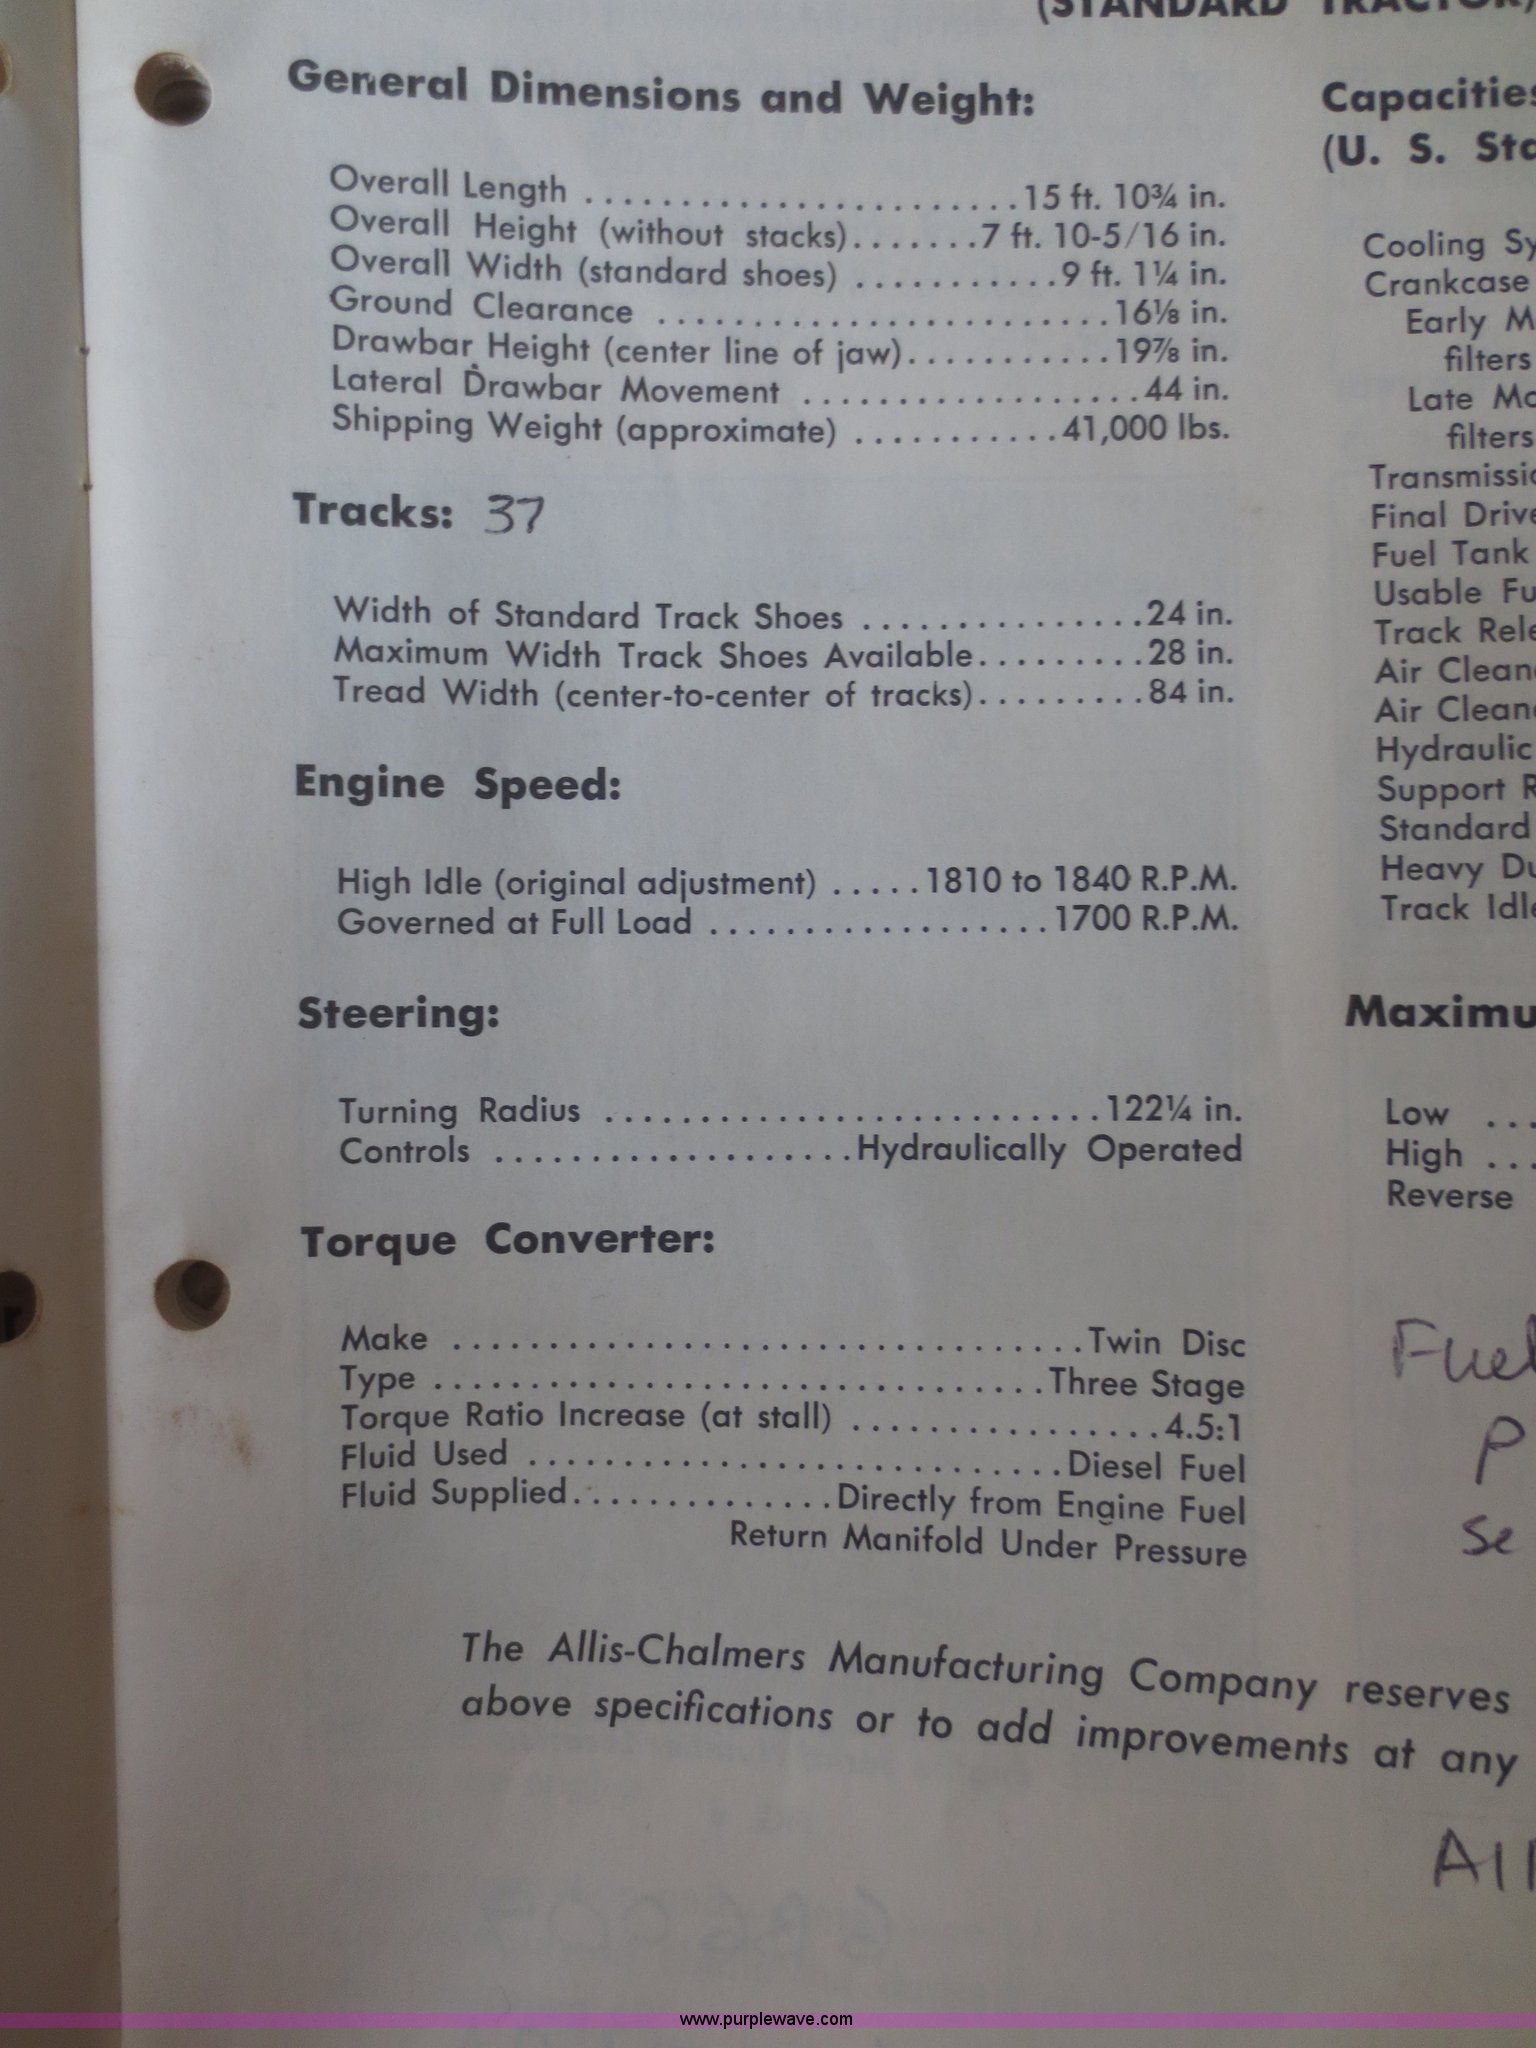 (STANDARD TRACTOR)
General Dimensions and Weight:
Overall Length ........................15 ft. 10¾ in.
Overall Height (without stacks).......7 ft. 10-5/16 in.
Overall Width (standard shoes) ...........9 ft. 1¼ in.
Ground Clearance ........................16⅛ in.
Drawbar Height (center line of jaw)...........19⅞ in.
Lateral Drawbar Movement ..................44 in.
Shipping Weight (approximate) ...........41,000 lbs.
Tracks: 37
Width of Standard Track Shoes ...............24 in.
Maximum Width Track Shoes Available.........28 in.
Tread Width (center-to-center of tracks).........84 in.
Engine Speed:
High Idle (original adjustment) .....1810 to 1840 R.P.M.
Governed at Full Load ..................1700 R.P.M.
Steering:
Turning Radius ..........................122¼ in.
Controls ...................Hydraulically Operated
Torque Converter:
Make .................................Twin Disc
Type ................................Three Stage
Torque Ratio Increase (at stall) ................4.5:1
Fluid Used ............................Diesel Fuel
Fluid Supplied..............Directly from Engine Fuel
Return Manifold Under Pressure
Capacities
(U. S.
Cooling
Crankcase
Early
filters
Late
filters
Final
Fuel Tank
Usable
Track
Air
Air
Hydraulic
Support
Standard
Heavy
Track
Low ...
High ...
Reverse
Fuel
The Allis-Chalmers Manufacturing Company reserves
above specifications or to add improvements at any
www.purplewave.com